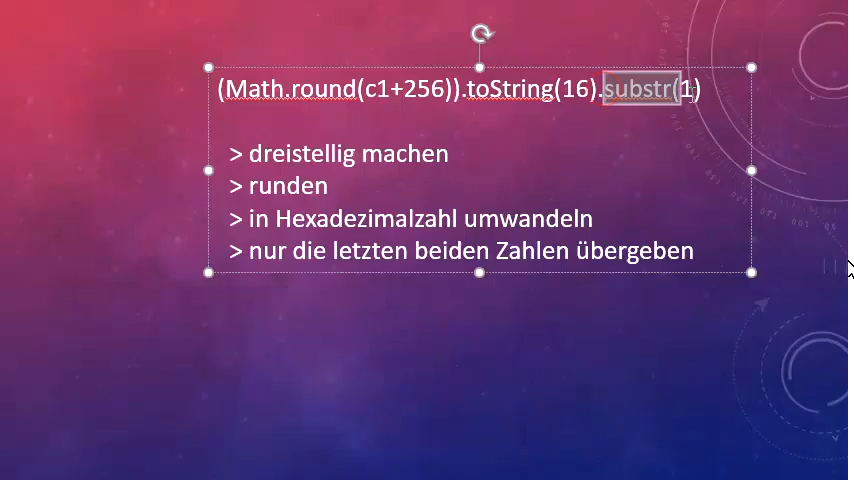 (Math.round(c1+256)).toString(16).substr(1)
> dreistellig machen
> runden
> in Hexadezimalzahl umwandeln
> nur die letzten beiden Zahlen übergeben